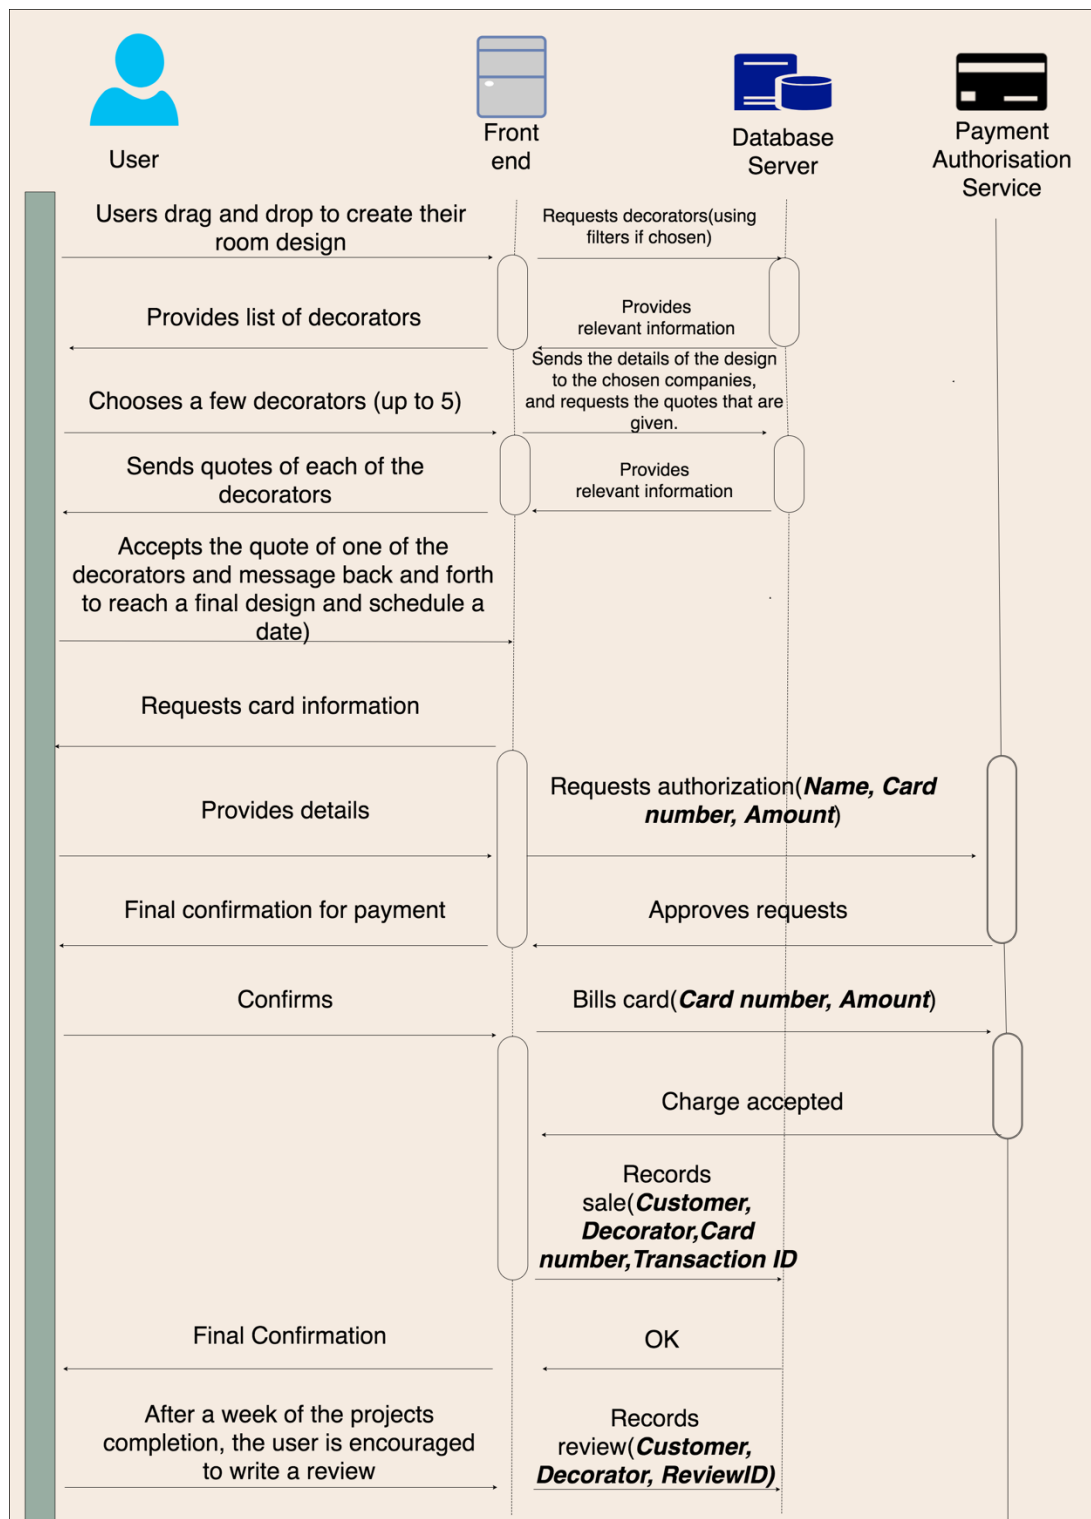 User
Front
end
Database
Server
Payment
Authorisation
Service
Users drag and drop to create their
room design
Requests decorators(using
filters if chosen)
Provides list of decorators
Provides
relevant information
Chooses a few decorators (up to 5)
Sends the details of the design
to the chosen companies,
and requests the quotes that are
given.
Sends quotes of each of the
decorators
Provides
relevant information
Accepts the quote of one of the
decorators and message back and forth
to reach a final design and schedule a
date)
Requests card information
Provides details
Requests authorization(Name, Card
number, Amount)
Final confirmation for payment
Approves requests
Confirms
Bills card(Card number, Amount)
Charge accepted
Records
sale(Customer,
Decorator,Card
number,Transaction ID
Final Confirmation
OK
After a week of the projects
completion, the user is encouraged
to write a review
Records
review(Customer,
Decorator, ReviewID)